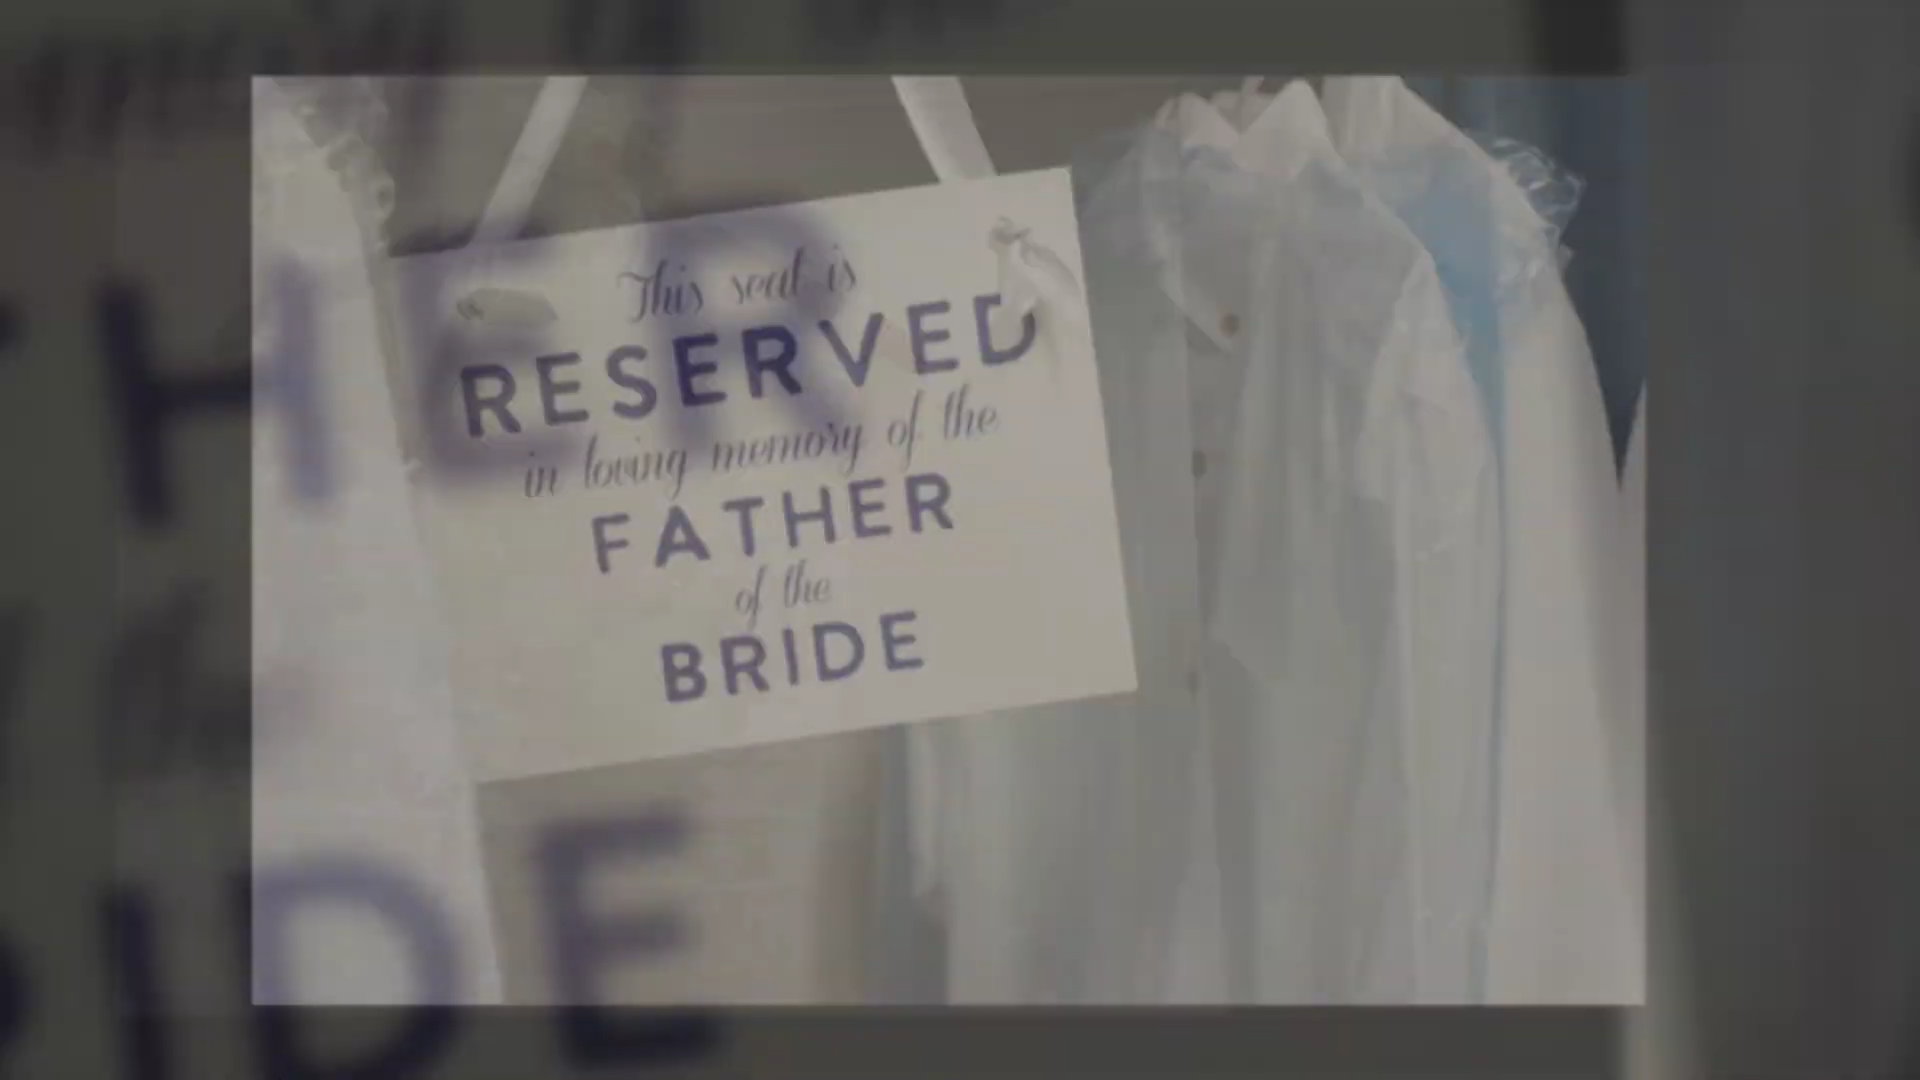 This seat is
RESERVED
in loving memory of the
FATHER
of the
BRIDE